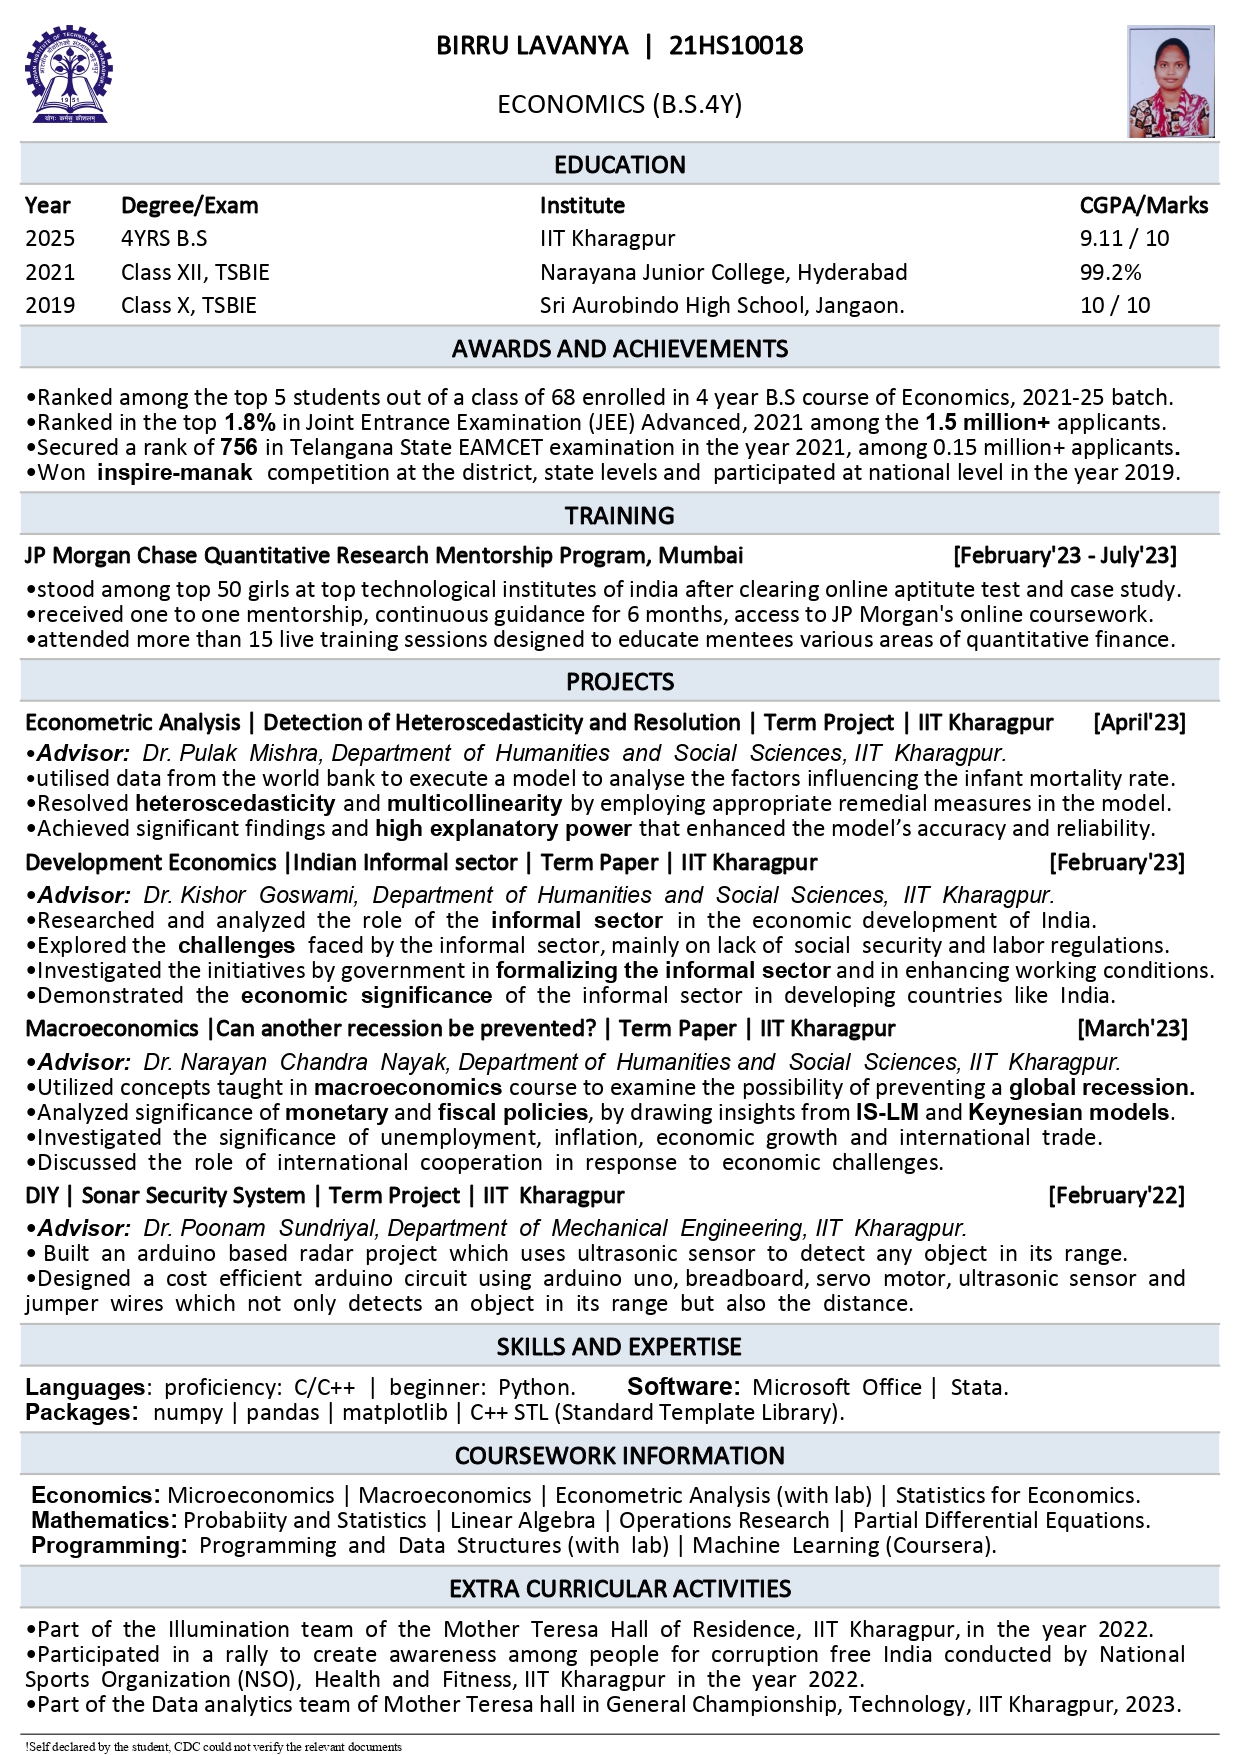 BIRRU LAVANYA | 21HS10018
ECONOMICS (B.S.4Y)
EDUCATION
Year Degree/Exam Institute CGPA/Marks
2025 4YRS B.S IIT Kharagpur 9.11 / 10
2021 Class XII, TSBIE Narayana Junior College, Hyderabad 99.2%
2019 Class X, TSBIE Sri Aurobindo High School, Jangaon. 10 / 10
AWARDS AND ACHIEVEMENTS
•Ranked among the top 5 students out of a class of 68 enrolled in 4 year B.S course of Economics, 2021-25 batch.
•Ranked in the top 1.8% in Joint Entrance Examination (JEE) Advanced, 2021 among the 1.5 million+ applicants.
•Secured a rank of 756 in Telangana State EAMCET examination in the year 2021, among 0.15 million+ applicants.
•Won inspire-manak competition at the district, state levels and participated at national level in the year 2019.
TRAINING
JP Morgan Chase Quantitative Research Mentorship Program, Mumbai [February'23 - July'23]
•stood among top 50 girls at top technological institutes of india after clearing online aptitude test and case study.
•received one to one mentorship, continuous guidance for 6 months, access to JP Morgan's online coursework.
•attended more than 15 live training sessions designed to educate mentees various areas of quantitative finance.
PROJECTS
Econometric Analysis | Detection of Heteroscedasticity and Resolution | Term Project | IIT Kharagpur [April'23]
•Advisor: Dr. Pulak Mishra, Department of Humanities and Social Sciences, IIT Kharagpur.
•utilised data from the world bank to execute a model to analyse the factors influencing the infant mortality rate.
•Resolved heteroscedasticity and multicollinearity by employing appropriate remedial measures in the model.
•Achieved significant findings and high explanatory power that enhanced the model’s accuracy and reliability.
Development Economics |Indian Informal sector | Term Paper | IIT Kharagpur [February'23]
•Advisor: Dr. Kishor Goswami, Department of Humanities and Social Sciences, IIT Kharagpur.
•Researched and analyzed the role of the informal sector in the economic development of India.
•Explored the challenges faced by the informal sector, mainly on lack of social security and labor regulations.
•Investigated the initiatives by government in formalizing the informal sector and in enhancing working conditions.
•Demonstrated the economic significance of the informal sector in developing countries like India.
Macroeconomics |Can another recession be prevented? | Term Paper | IIT Kharagpur [March'23]
•Advisor: Dr. Narayan Chandra Nayak, Department of Humanities and Social Sciences, IIT Kharagpur.
•Utilized concepts taught in macroeconomics course to examine the possibility of preventing a global recession.
•Analyzed significance of monetary and fiscal policies, by drawing insights from IS-LM and Keynesian models.
•Investigated the significance of unemployment, inflation, economic growth and international trade.
•Discussed the role of international cooperation in response to economic challenges.
DIY | Sonar Security System | Term Project | IIT Kharagpur [February'22]
•Advisor: Dr. Poonam Sundriyal, Department of Mechanical Engineering, IIT Kharagpur.
• Built an arduino based radar project which uses ultrasonic sensor to detect any object in its range.
•Designed a cost efficient arduino circuit using arduino uno, breadboard, servo motor, ultrasonic sensor and
jumper wires which not only detects an object in its range but also the distance.
SKILLS AND EXPERTISE
Languages: proficiency: C/C++ | beginner: Python. Software: Microsoft Office | Stata.
Packages: numpy | pandas | matplotlib | C++ STL (Standard Template Library).
COURSEWORK INFORMATION
Economics: Microeconomics | Macroeconomics | Econometric Analysis (with lab) | Statistics for Economics.
Mathematics: Probabiity and Statistics | Linear Algebra | Operations Research | Partial Differential Equations.
Programming: Programming and Data Structures (with lab) | Machine Learning (Coursera).
EXTRA CURRICULAR ACTIVITIES
•Part of the Illumination team of the Mother Teresa Hall of Residence, IIT Kharagpur, in the year 2022.
•Participated in a rally to create awareness among people for corruption free India conducted by National
Sports Organization (NSO), Health and Fitness, IIT Kharagpur in the year 2022.
•Part of the Data analytics team of Mother Teresa hall in General Championship, Technology, IIT Kharagpur, 2023.
!Self declared by the student, CDC could not verify the relevant documents